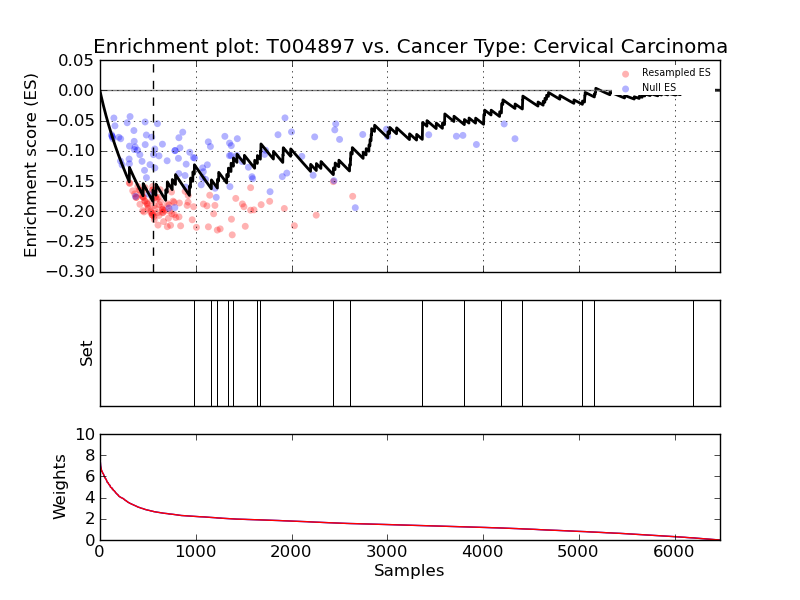 Enrichment plot: T004897 vs. Cancer Type: Cervical Carcinoma
Enrichment score (ES)
0.05
0.00
−0.05
−0.10
−0.15
−0.20
−0.25
−0.30
Resampled ES
Null ES
Set
Weights
10
8
6
4
2
0
0 1000 2000 3000 4000 5000 6000
Samples